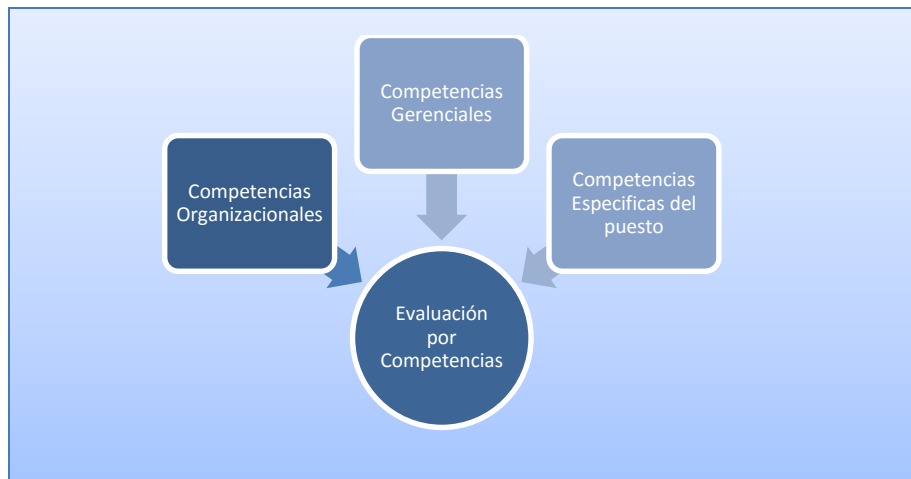 Competencias
Gerenciales
Competencias
Organizacionales
Competencias
Especificas del
puesto
Evaluación
por
Competencias